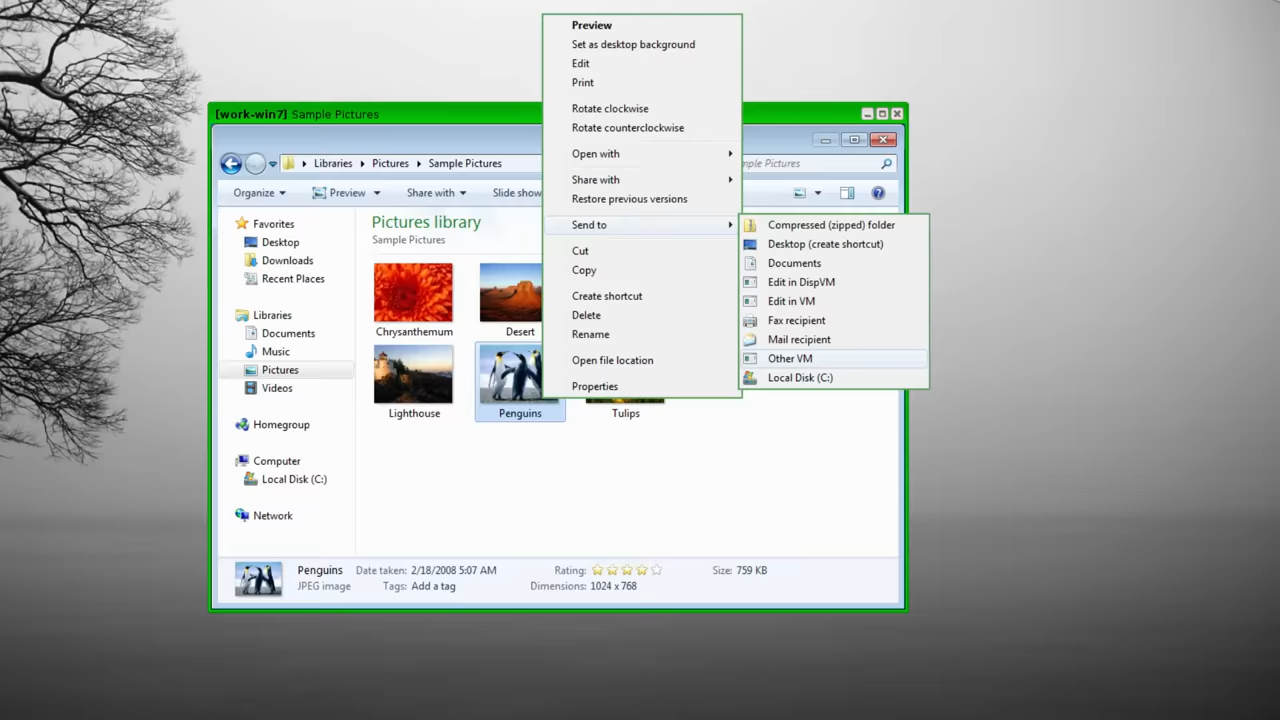 Preview
Set as desktop background
Edit
Print
Rotate clockwise
Rotate counterclockwise
Open with
Share with
Restore previous versions
Send to
Cut
Copy
Create shortcut
Delete
Rename
Open file location
Properties
Compressed (zipped) folder
Desktop (create shortcut)
Documents
Edit in DispVM
Edit in VM
Fax recipient
Mail recipient
Other VM
Local Disk (C:)
[work-win7] Sample Pictures
Libraries Pictures Sample Pictures
Pictures
Organize Preview Share with Slide show
Favorites
Desktop
Downloads
Recent Places
Libraries
Documents
Music
Pictures
Videos
Homegroup
Computer
Local Disk (C:)
Network
Pictures library
Sample Pictures
Chrysanthemum Desert
Lighthouse Penguins Tulips
Penguins Date taken: 2/18/2008 5:07 AM Rating: Size: 759 KB
JPEG image Tags: Add a tag Dimensions: 1024 x 768